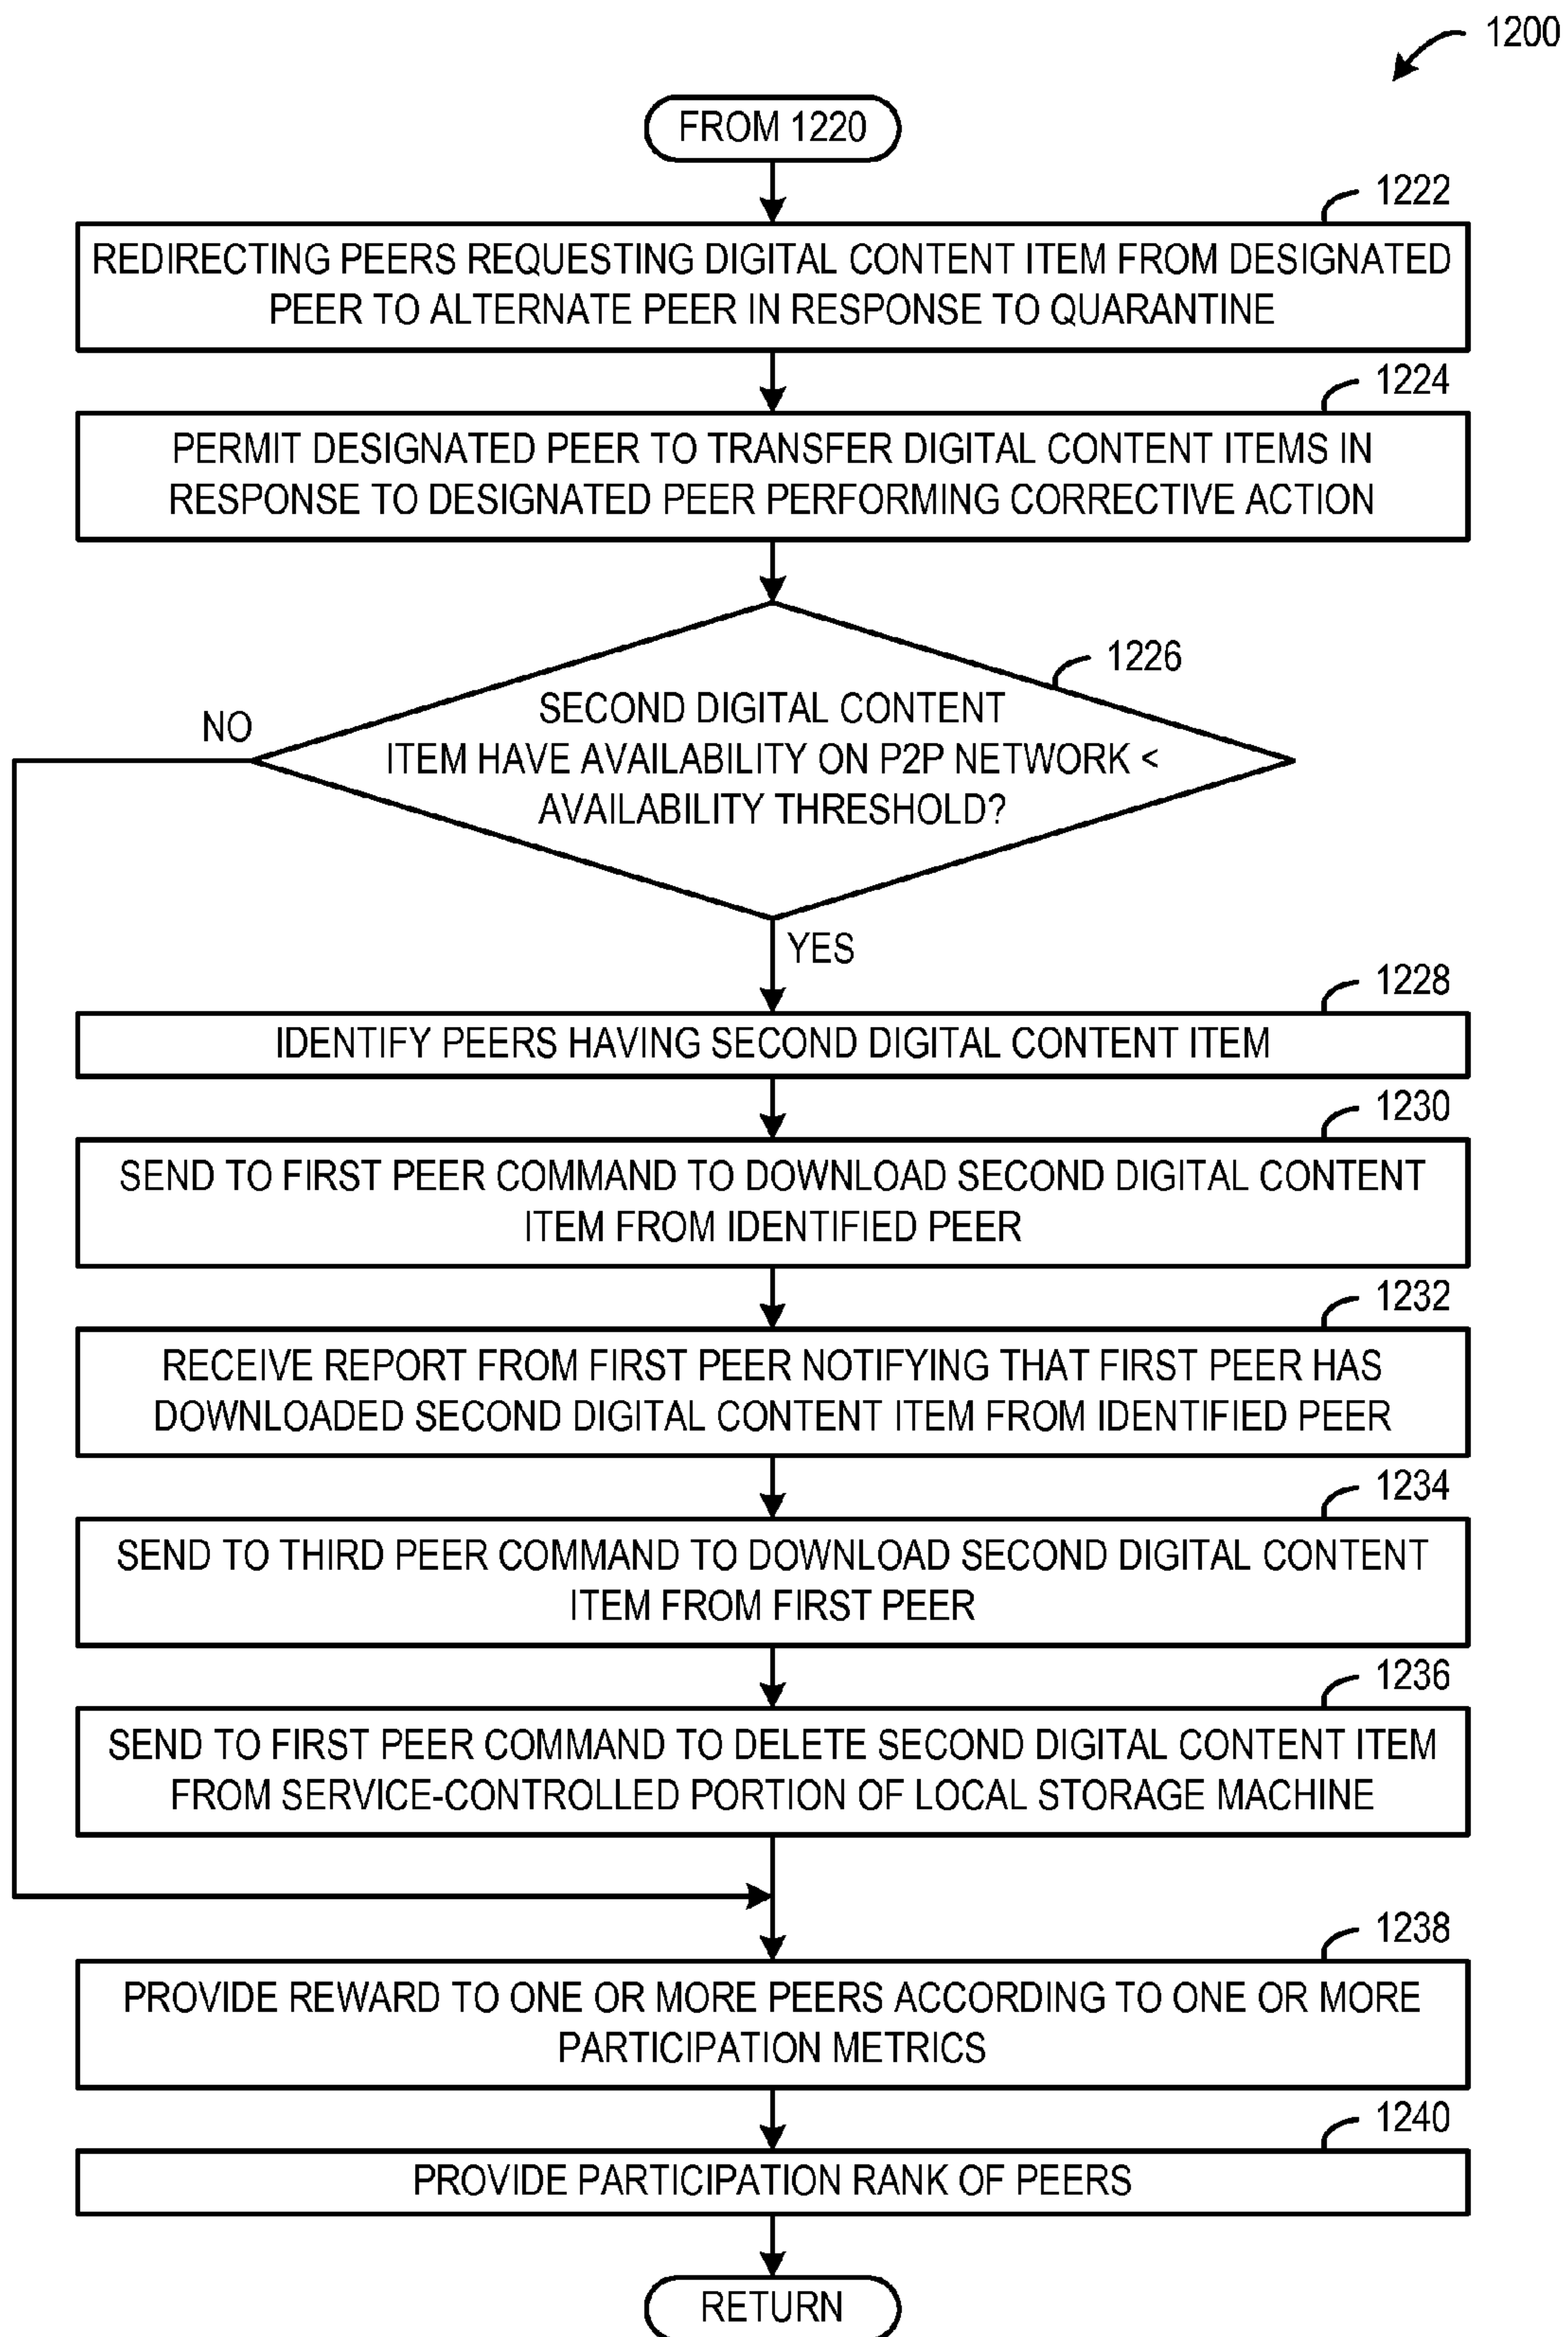 1200
FROM 1220
1222
REDIRECTING PEERS REQUESTING DIGITAL CONTENT ITEM FROM DESIGNATED
PEER TO ALTERNATE PEER IN RESPONSE TO QUARANTINE
1224
PERMIT DESIGNATED PEER TO TRANSFER DIGITAL CONTENT ITEMS IN
RESPONSE TO DESIGNATED PEER PERFORMING CORRECTIVE ACTION
1226
SECOND DIGITAL CONTENT
ITEM HAVE AVAILABILITY ON P2P NETWORK <
AVAILABILITY THRESHOLD?
NO
YES
1228
IDENTIFY PEERS HAVING SECOND DIGITAL CONTENT ITEM
1230
SEND TO FIRST PEER COMMAND TO DOWNLOAD SECOND DIGITAL CONTENT
ITEM FROM IDENTIFIED PEER
1232
RECEIVE REPORT FROM FIRST PEER NOTIFYING THAT FIRST PEER HAS
DOWNLOADED SECOND DIGITAL CONTENT ITEM FROM IDENTIFIED PEER
1234
SEND TO THIRD PEER COMMAND TO DOWNLOAD SECOND DIGITAL CONTENT
ITEM FROM FIRST PEER
1236
SEND TO FIRST PEER COMMAND TO DELETE SECOND DIGITAL CONTENT ITEM
FROM SERVICE-CONTROLLED PORTION OF LOCAL STORAGE MACHINE
1238
PROVIDE REWARD TO ONE OR MORE PEERS ACCORDING TO ONE OR MORE
PARTICIPATION METRICS
1240
PROVIDE PARTICIPATION RANK OF PEERS
RETURN